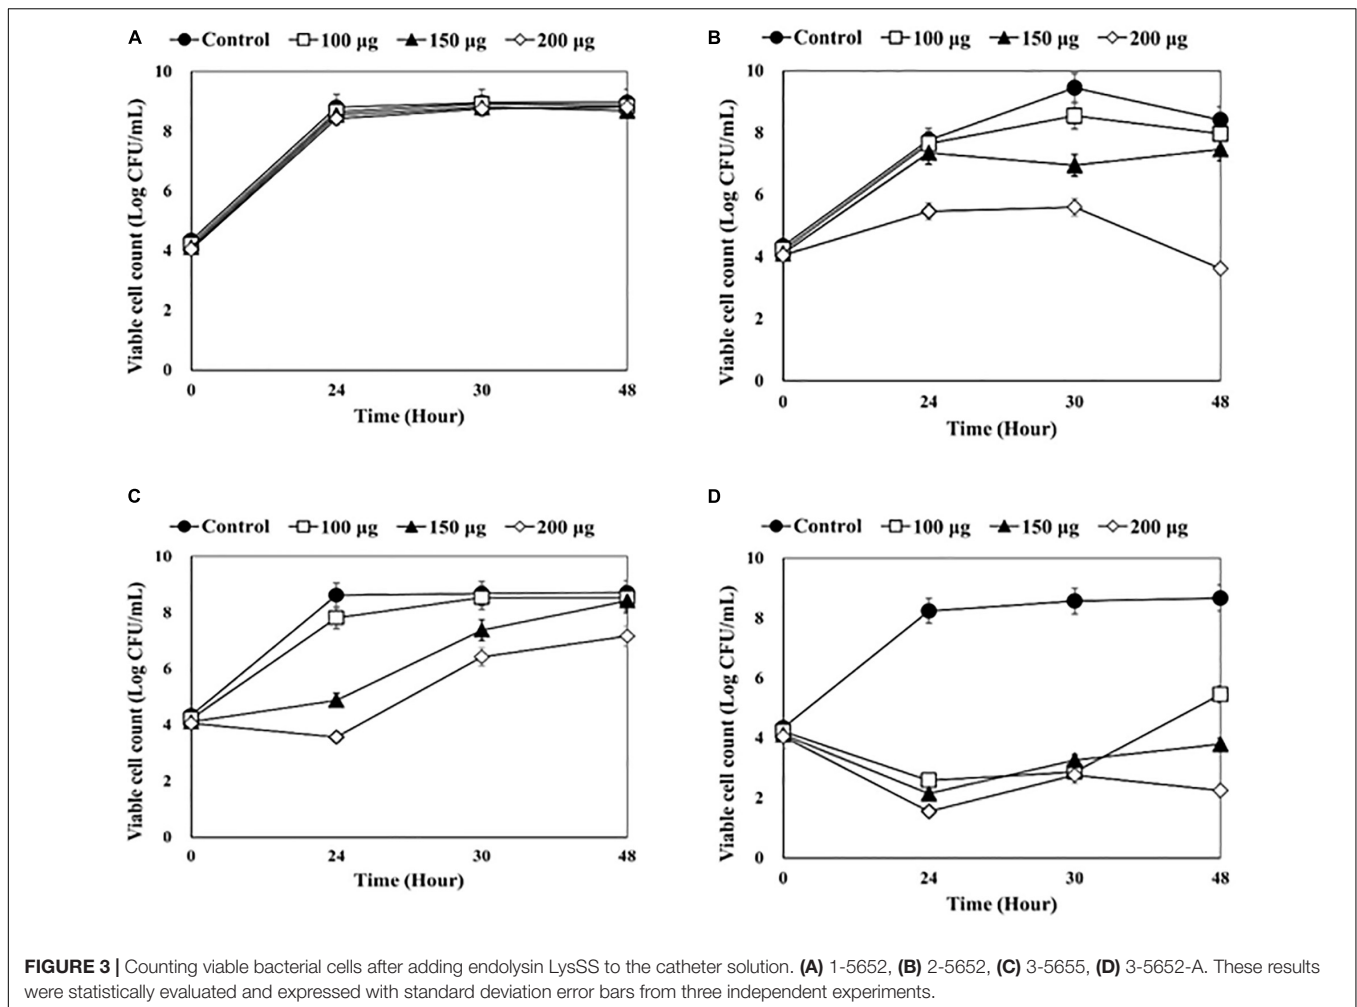 A
Control 100 μg 150 μg 200 μg
10
8
6
4
2
0
0 24 30 48
Viable cell count (Log CFU/mL)
Time (Hour)
B
Control 100 μg 150 μg 200 μg
10
8
6
4
2
0
0 24 30 48
Viable cell count (Log CFU/mL)
Time (Hour)
C
Control 100 μg 150 μg 200 μg
10
8
6
4
2
0
0 24 30 48
Viable cell count (Log CFU/mL)
Time (Hour)
D
Control 100 μg 150 μg 200 μg
10
8
6
4
2
0
0 24 30 48
Viable cell count (Log CFU/mL)
Time (Hour)
FIGURE 3 | Counting viable bacterial cells after adding endolysin LysSS to the catheter solution. (A) 1-5652, (B) 2-5652, (C) 3-5655, (D) 3-5652-A. These results
were statistically evaluated and expressed with standard deviation error bars from three independent experiments.